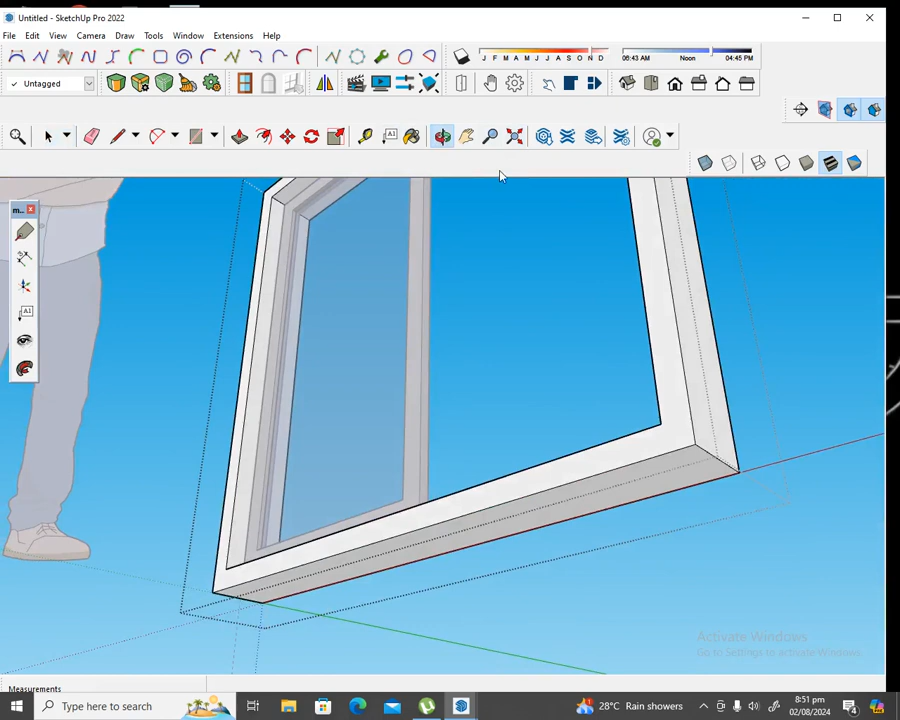 Untitled - SketchUp Pro 2022
File Edit View Camera Draw Tools Window Extensions Help
J F M A M J J A S O N D
06:43 AM Noon 04:45 PM
Untagged
m...
A1
Activate Windows
Go to Settings to activate Windows.
Measurements
Type here to search
28°C Rain showers
8:51 pm
02/08/2024
4